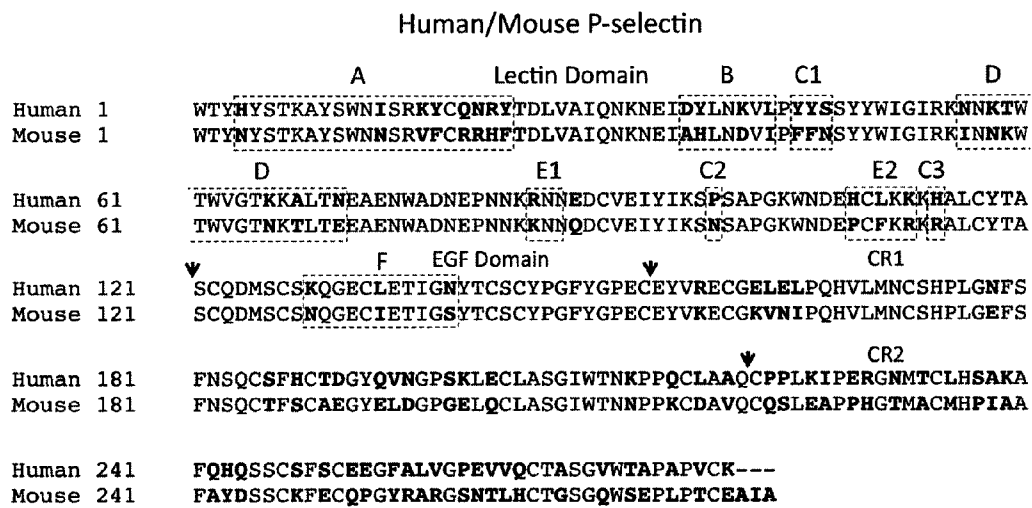 Human/Mouse P-selectin
A Lectin Domain B C1 D
Human 1 WTYHYSTKAYSWNISRKYCQNRYTDLVAIQNKNEIDYLNKVLPYYSSYYWIGIRKNNKTW
Mouse 1 WTYNYSTKAYSWNNSRVFCRRHFTDLVAIQNKNEIAHLNDVIPFFNSYYWIGIRKINNKW
D E1 C2 E2 C3
Human 61 TWVGTKKALTNEAENWADNEPNNKRNNEDCVEIYIKSPSAPGKWNDEHCLKKKHALCYTA
Mouse 61 TWVGTNKTLTEEAENWADNEPNNKKNNQDCVEIYIKSNSAPGKWNDEPCFKRKRALCYTA
F EGF Domain CR1
Human 121 SCQDMSCSKQGECLETIGNYTCSCYPGFYGPECEYVRECGELELPQHVLMNCSHPLGNFS
Mouse 121 SCQDMSCSNQGECIETIGSYTCSCYPGFYGPECEYVKECGKVNIPQHVLMNCSHPLGEFS
CR2
Human 181 FNSQCSFHCTDGYQVNGPSKLECLASGIWTNKPPQCLAAQCPPLKIPERGNMTCLHSAKA
Mouse 181 FNSQCTFSCAEGYELDGPGELQCLASGIWTNNPPKCDAVQCQSLEAPPHGTMACMHPIAA
Human 241 FQHQSSCSFSCEEGFALVGPEVVQCTASGVWTAPAPVCK---
Mouse 241 FAYDSSCKFECQPGYRARGSNTLHCTGSGQWSEPLPTCEAIA